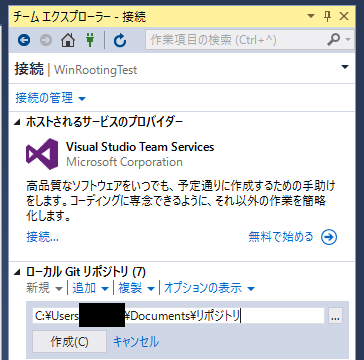 チーム エクスプローラー - 接続
作業項目の検索 (Ctrl+^)
接続 | WinRootingTest
接続の管理
ホストされるサービスのプロバイダー
Visual Studio Team Services
Microsoft Corporation
高品質なソフトウェアをいつでも、予定通りに作成するための手助け
をします。コーディングに専念できるように、それ以外の作業を簡略
化します。
接続... 無料で始める
ローカル Git リポジトリ (7)
新規 追加 複製 オプションの表示
C:¥Users ¥Documents¥リポジトリ ...
作成(C) キャンセル